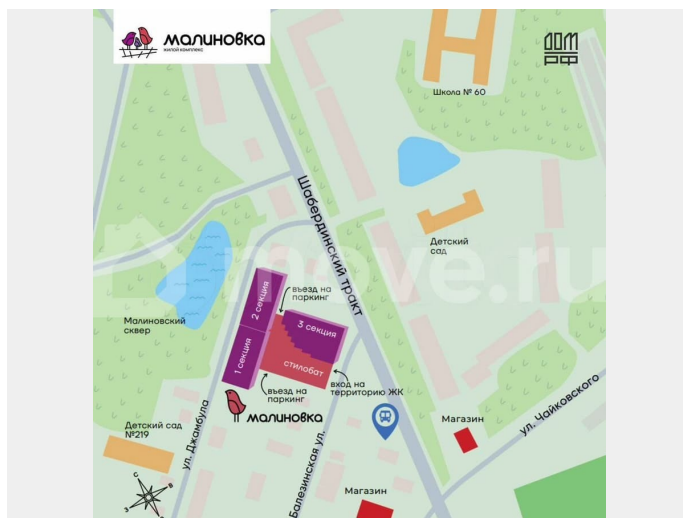 малиновка
жилой комплекс
ДОМ
РФ
Школа № 60
Шабердинский тракт
Детский
сад
move.ru
въезд на
паркинг
2 секция
3 секция
Малиновский
сквер
1 секция
стилобат
въезд на
паркинг
вход на
территорию ЖК
малиновка
Магазин
ул. Чайковского
Детский сад
№219
ул. Джамбула
Балезинская ул.
Магазин
С
В
З